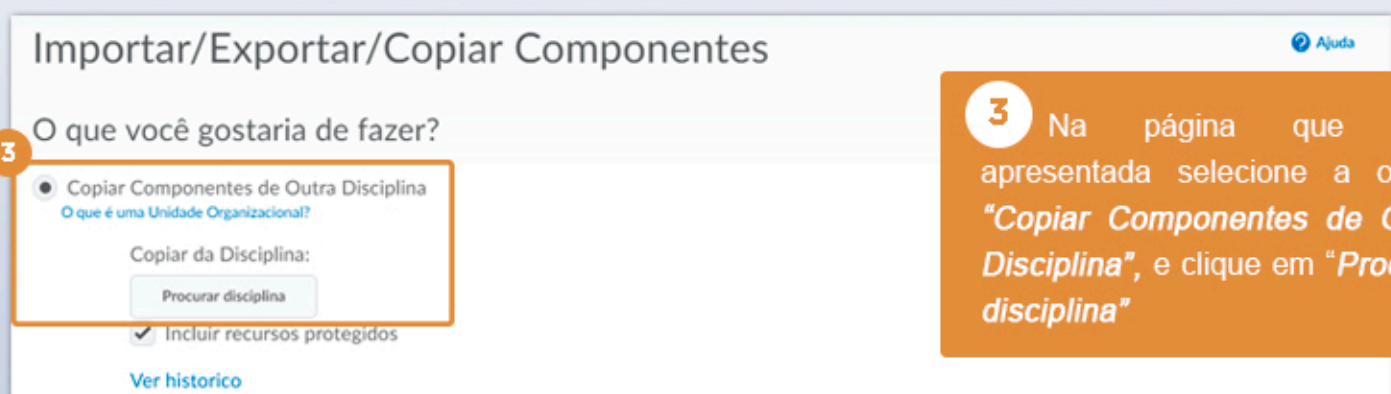 Importar/Exportar/Copiar Componentes
Ajuda
O que você gostaria de fazer?
3
Copiar Componentes de Outra Disciplina
O que é uma Unidade Organizacional?
Copiar da Disciplina:
Procurar disciplina
Incluir recursos protegidos
Ver historico
3 Na página que
apresentada selecione a
“Copiar Componentes de
Disciplina”, e clique em “
disciplina”